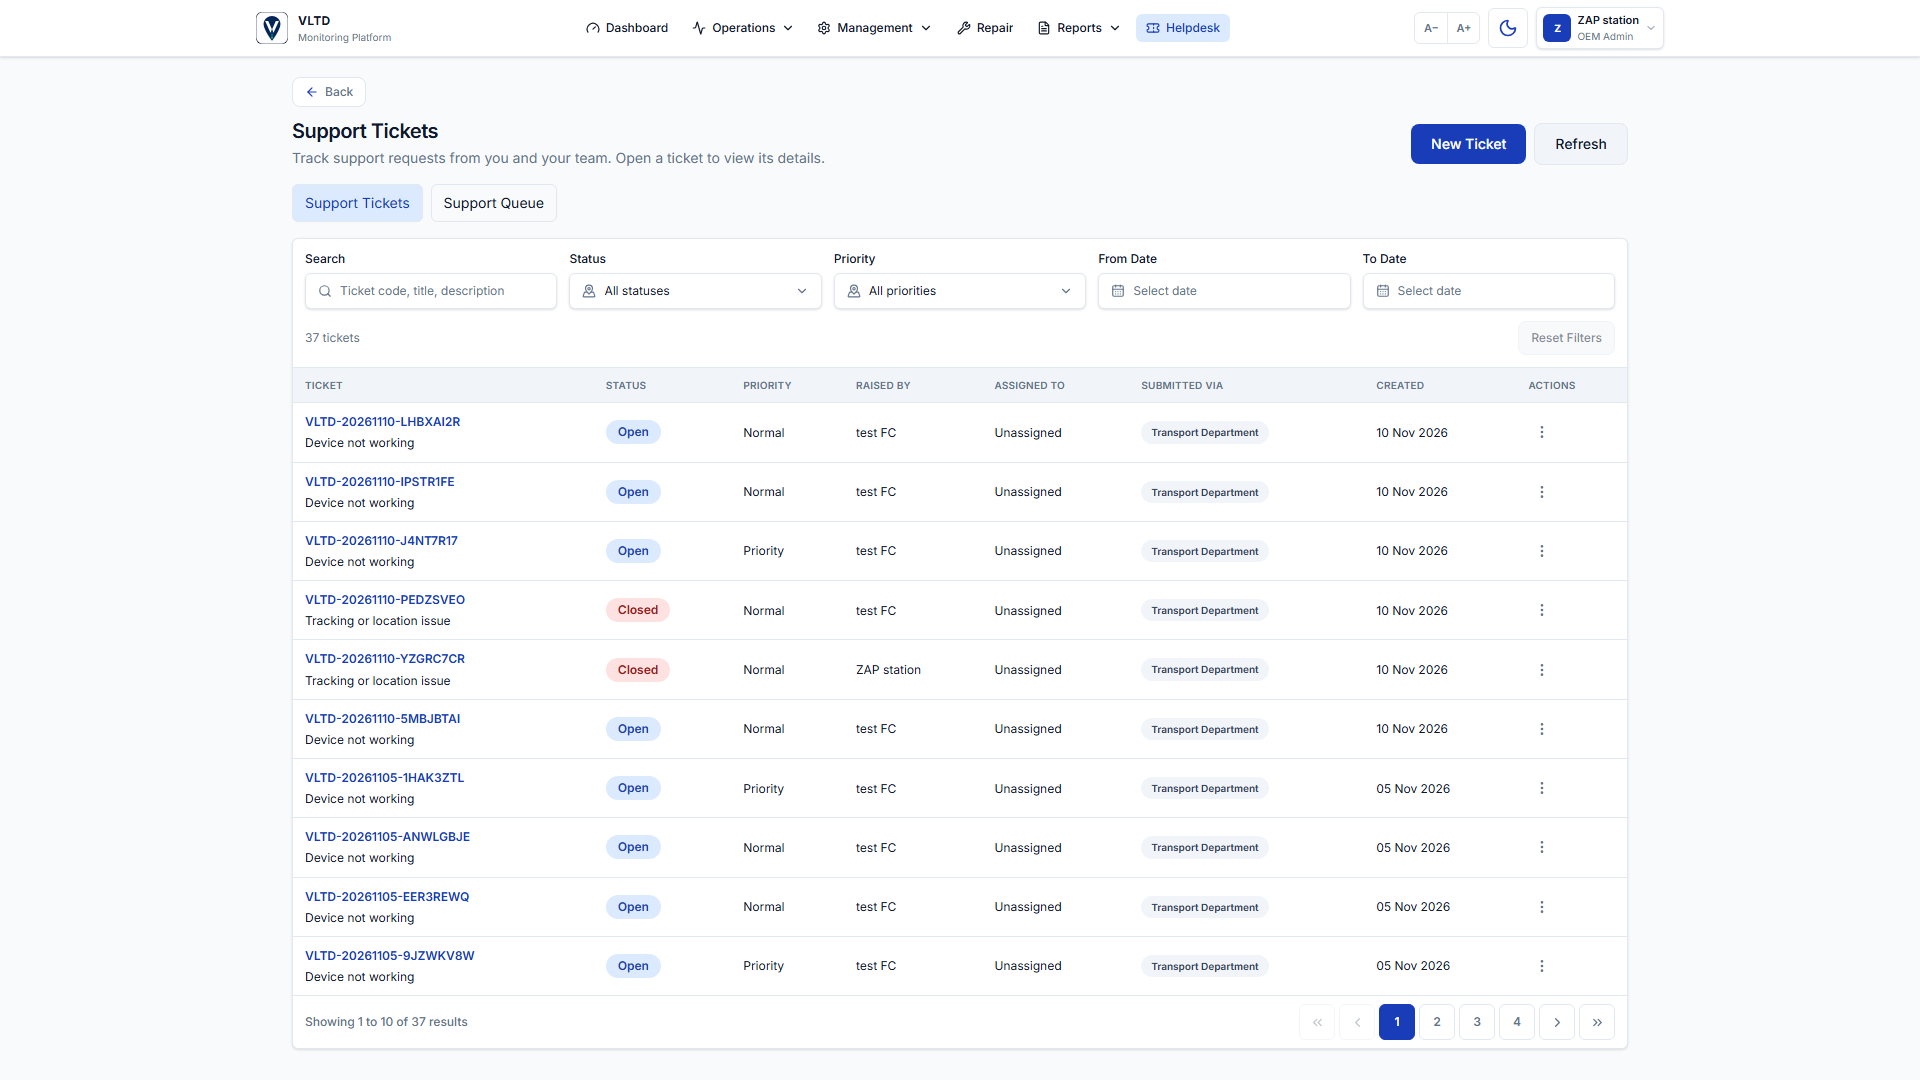 VLTD
Monitoring Platform
Dashboard
Operations
Management
Repair
Reports
Helpdesk
A−
A+
Z
ZAP station
OEM Admin
Back
Support Tickets
Track support requests from you and your team. Open a ticket to view its details.
New Ticket
Refresh
Support Tickets
Support Queue
Search
Status
Priority
From Date
To Date
Ticket code, title, description
All statuses
All priorities
Select date
Select date
37 tickets
Reset Filters
TICKET STATUS PRIORITY RAISED BY ASSIGNED TO SUBMITTED VIA CREATED ACTIONS
VLTD-20261110-LHBXAI2R
Device not working
Open Normal test FC Unassigned Transport Department 10 Nov 2026
VLTD-20261110-IPSTR1FE
Device not working
Open Normal test FC Unassigned Transport Department 10 Nov 2026
VLTD-20261110-J4NT7R17
Device not working
Open Priority test FC Unassigned Transport Department 10 Nov 2026
VLTD-20261110-PEDZSVEO
Tracking or location issue
Closed Normal test FC Unassigned Transport Department 10 Nov 2026
VLTD-20261110-YZGRC7CR
Tracking or location issue
Closed Normal ZAP station Unassigned Transport Department 10 Nov 2026
VLTD-20261110-5MBJBTAI
Device not working
Open Normal test FC Unassigned Transport Department 10 Nov 2026
VLTD-20261105-1HAK3ZTL
Device not working
Open Priority test FC Unassigned Transport Department 05 Nov 2026
VLTD-20261105-ANWLGBJE
Device not working
Open Normal test FC Unassigned Transport Department 05 Nov 2026
VLTD-20261105-EER3REWQ
Device not working
Open Normal test FC Unassigned Transport Department 05 Nov 2026
VLTD-20261105-9JZWKV8W
Device not working
Open Priority test FC Unassigned Transport Department 05 Nov 2026
Showing 1 to 10 of 37 results
« ‹ 1 2 3 4 › »